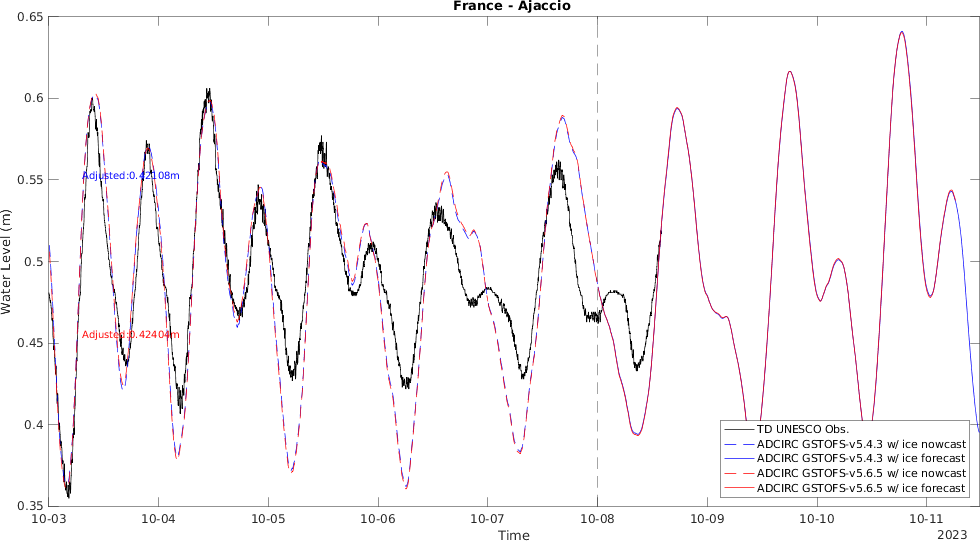 France - Ajaccio
0.65
0.6
0.55
0.5
0.45
0.4
0.35
Water Level (m)
Adjusted:0.42108m
Adjusted:0.42404m
TD UNESCO Obs.
ADCIRC GSTOFS-v5.4.3 w/ ice nowcast
ADCIRC GSTOFS-v5.4.3 w/ ice forecast
ADCIRC GSTOFS-v5.6.5 w/ ice nowcast
ADCIRC GSTOFS-v5.6.5 w/ ice forecast
10-03 10-04 10-05 10-06 10-07 10-08 10-09 10-10 10-11
Time
2023